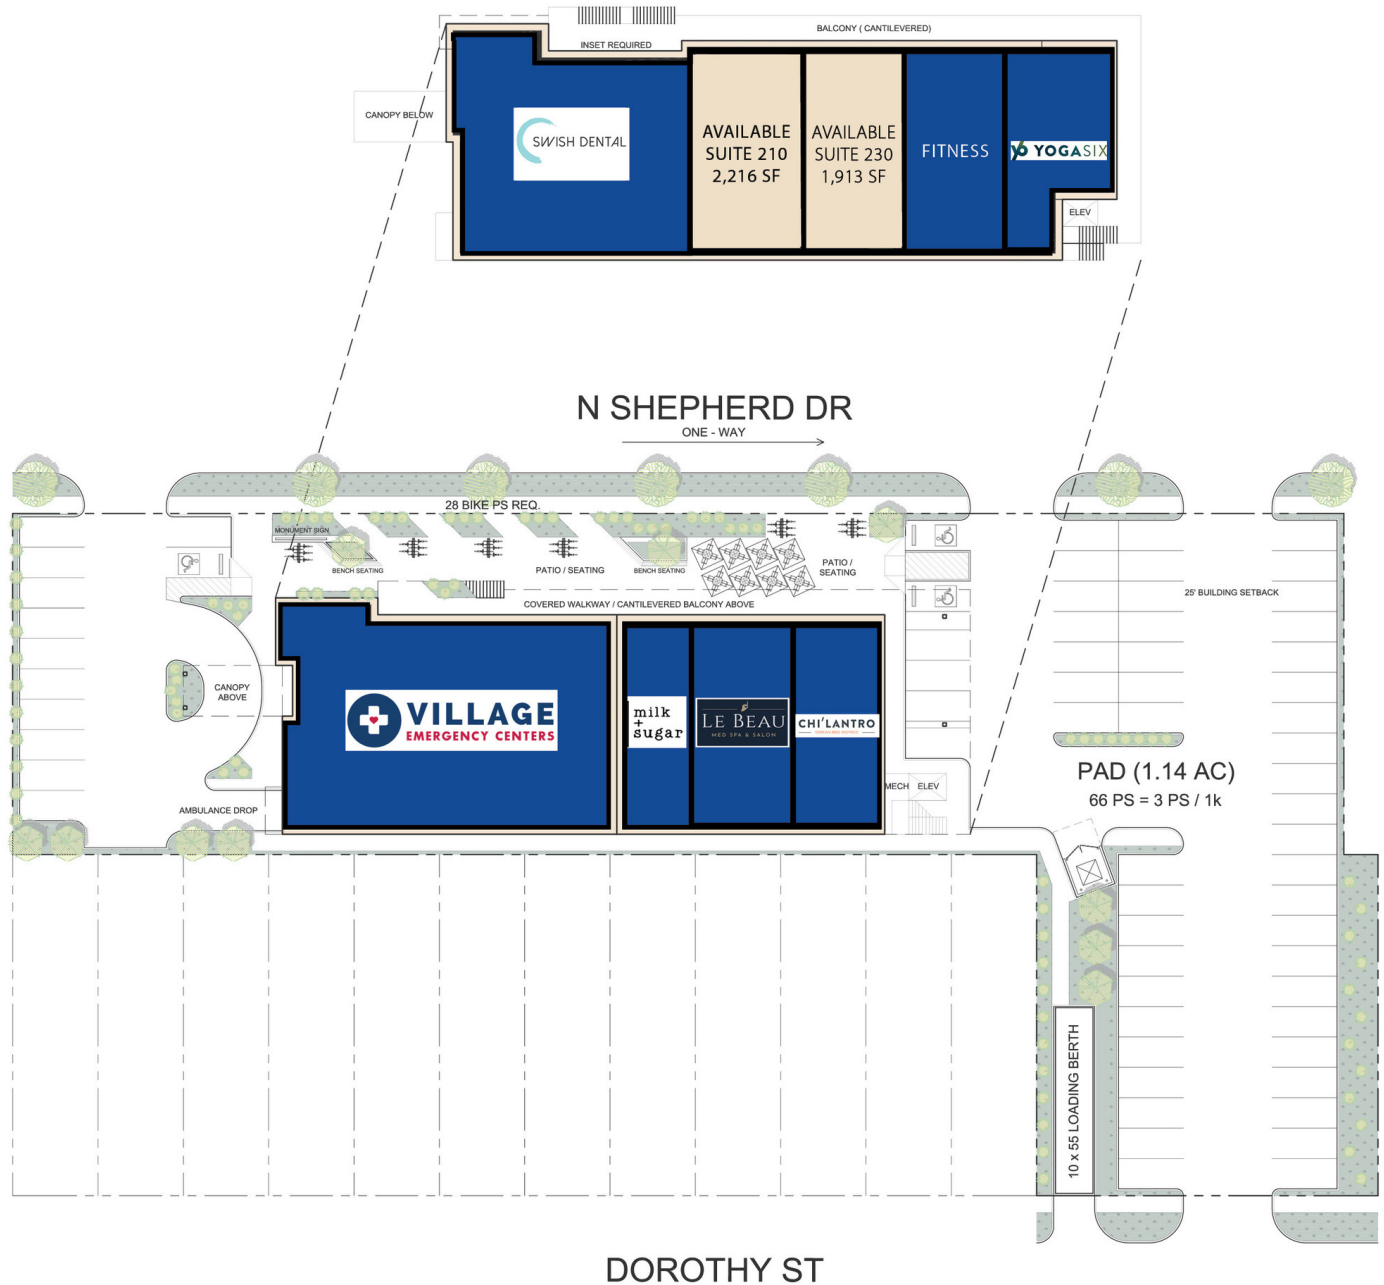 BALCONY ( CANTILEVERED)
INSET REQUIRED
CANOPY BELOW
SWISH DENTAL
AVAILABLE
SUITE 210
2,216 SF
AVAILABLE
SUITE 230
1,913 SF
FITNESS
Y6 YOGASIX
ELEV
N SHEPHERD DR
ONE - WAY
28 BIKE PS REQ.
MONUMENT SIGN
BENCH SEATING
PATIO / SEATING
BENCH SEATING
PATIO /
SEATING
25' BUILDING SETBACK
COVERED WALKWAY / CANTILEVERED BALCONY ABOVE
CANOPY
ABOVE
VILLAGE
EMERGENCY CENTERS
milk
+
sugar
LE BEAU
MED SPA & SALON
CHI'LANTRO
MECH
ELEV
AMBULANCE DROP
PAD (1.14 AC)
66 PS = 3 PS / 1k
10 x 55 LOADING BERTH
DOROTHY ST